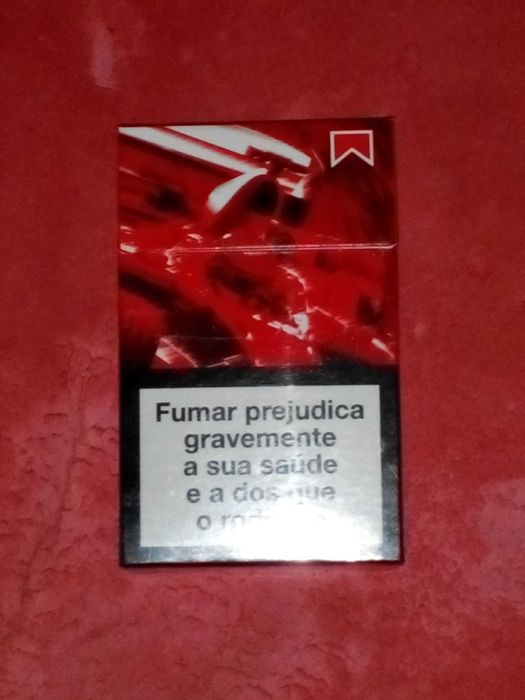 Fumar prejudica
gravemente
a sua saúde
e a dos que
o